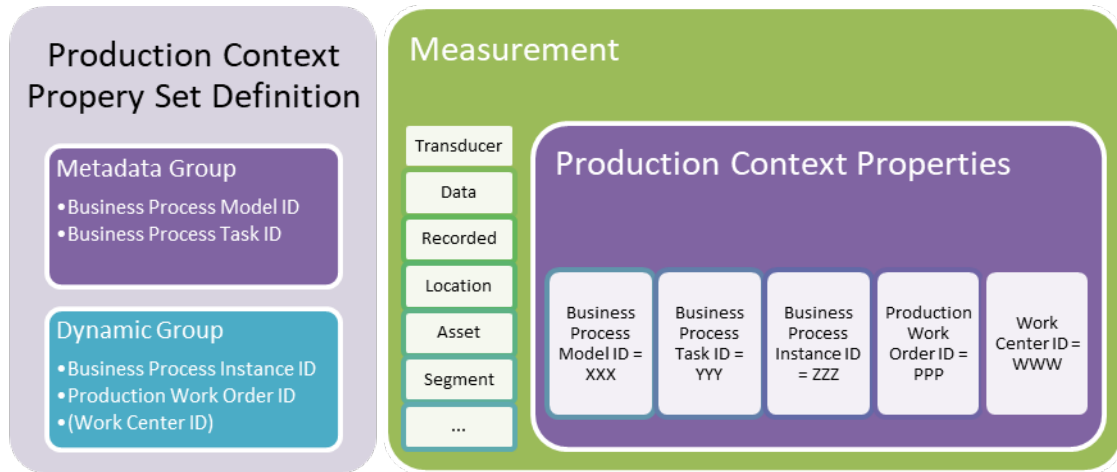 Production Context
Propery Set Definition
Metadata Group
•Business Process Model ID
•Business Process Task ID
Dynamic Group
•Business Process Instance ID
•Production Work Order ID
•(Work Center ID)
Measurement
Transducer
Data
Recorded
Location
Asset
Segment
...
Production Context Properties
Business
Process
Model ID =
XXX
Business
Process
Task ID =
YYY
Business
Process
Instance ID
= ZZZ
Production
Work
Order ID =
PPP
Work
Center ID =
WWW